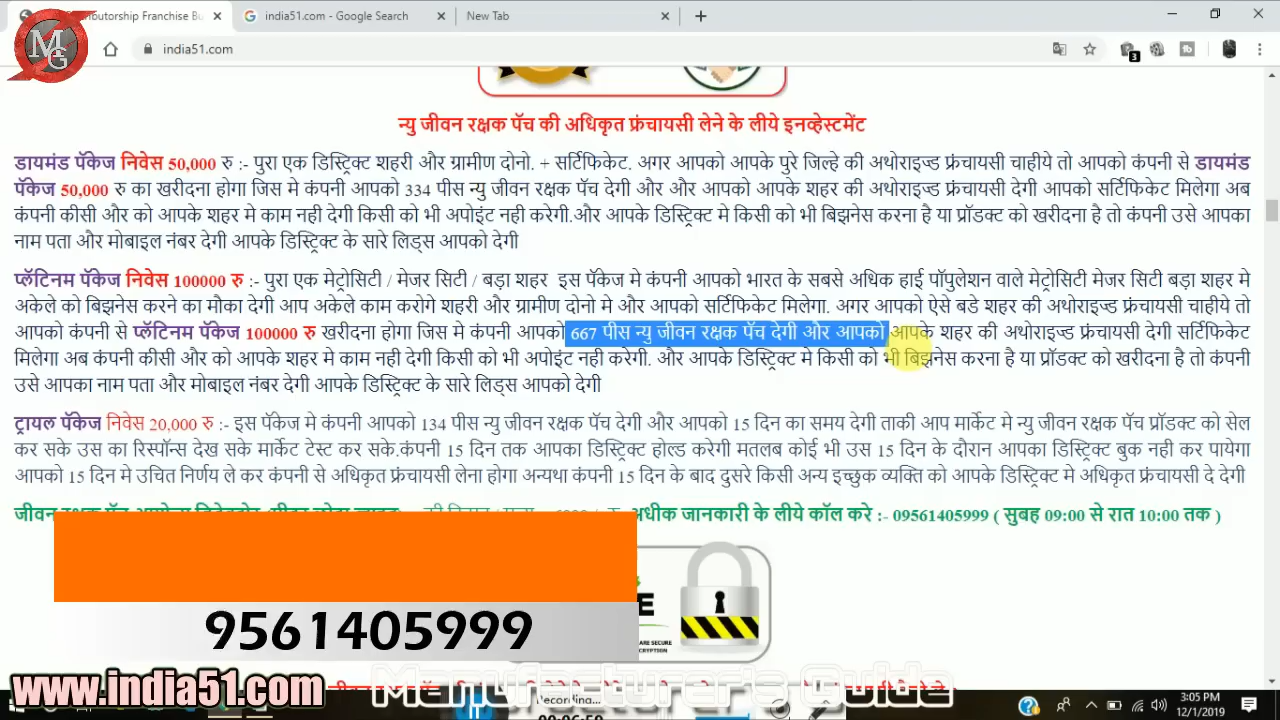 Distributorship Franchise Bu
india51.com - Google Search
New Tab
MG
india51.com
3
न्यु जीवन रक्षक पॅच की अधिकृत फ्रंचायसी लेने के लीये इनव्हेस्टमेंट
डायमंड पॅकेज निवेस 50,000 रु :- पुरा एक डिस्ट्रिक्ट शहरी और ग्रामीण दोनो. + सर्टिफिकेट. अगर आपको आपके पुरे जिल्हे की अथोराइज्ड फ्रंचायसी चाहीये तो आपको कंपनी से डायमंड
पॅकेज 50,000 रु का खरीदना होगा जिस मे कंपनी आपको 334 पीस न्यु जीवन रक्षक पॅच देगी और और आपको आपके शहर की अथोराइज्ड फ्रंचायसी देगी आपको सर्टिफिकेट मिलेगा अब
कंपनी कीसी और को आपके शहर मे काम नही देगी किसी को भी अपोइंट नही करेगी.और आपके डिस्ट्रिक्ट मे किसी को भी बिझनेस करना है या प्रॉडक्ट को खरीदना है तो कंपनी उसे आपका
नाम पता और मोबाइल नंबर देगी आपके डिस्ट्रिक्ट के सारे लिड्स आपको देगी
प्लॅटिनम पॅकेज निवेस 100000 रु :- पुरा एक मेट्रोसिटी / मेजर सिटी / बड़ा शहर इस पॅकेज मे कंपनी आपको भारत के सबसे अधिक हाई पॉपुलेशन वाले मेट्रोसिटी मेजर सिटी बड़ा शहर मे
अकेले को बिझनेस करने का मौका देगी आप अकेले काम करोगे शहरी और ग्रामीण दोनो मे और आपको सर्टिफिकेट मिलेगा. अगर आपको ऐसे बडे शहर की अथोराइज्ड फ्रंचायसी चाहीये तो
आपको कंपनी से प्लॅटिनम पॅकेज 100000 रु खरीदना होगा जिस मे कंपनी आपको 667 पीस न्यु जीवन रक्षक पॅच देगी और आपको आपके शहर की अथोराइज्ड फ्रंचायसी देगी सर्टिफिकेट
मिलेगा अब कंपनी कीसी और को आपके शहर मे काम नही देगी किसी को भी अपोइंट नही करेगी. और आपके डिस्ट्रिक्ट मे किसी को भी बिझनेस करना है या प्रॉडक्ट को खरीदना है तो कंपनी
उसे आपका नाम पता और मोबाइल नंबर देगी आपके डिस्ट्रिक्ट के सारे लिड्स आपको देगी
ट्रायल पॅकेज निवेस 20,000 रु :- इस पॅकेज मे कंपनी आपको 134 पीस न्यु जीवन रक्षक पॅच देगी और आपको 15 दिन का समय देगी ताकी आप मार्केट मे न्यु जीवन रक्षक पॅच प्रॉडक्ट को सेल
कर सके उस का रिस्पॉन्स देख सके मार्केट टेस्ट कर सके.कंपनी 15 दिन तक आपका डिस्ट्रिक्ट होल्ड करेगी मतलब कोई भी उस 15 दिन के दौरान आपका डिस्ट्रिक्ट बुक नही कर पायेगा
आपको 15 दिन मे उचित निर्णय ले कर कंपनी से अधिकृत फ्रंचायसी लेना होगा अन्यथा कंपनी 15 दिन के बाद दुसरे किसी अन्य इच्छुक व्यक्ति को आपके डिस्ट्रिक्ट मे अधिकृत फ्रंचायसी दे देगी
अधीक जानकारी के लीये कॉल करे :- 09561405999 ( सुबह 09:00 से रात 10:00 तक )
9561405999
www.india51.com
Manufacturers Guide
Recording...
00:06:59
3:05 PM
12/1/2019